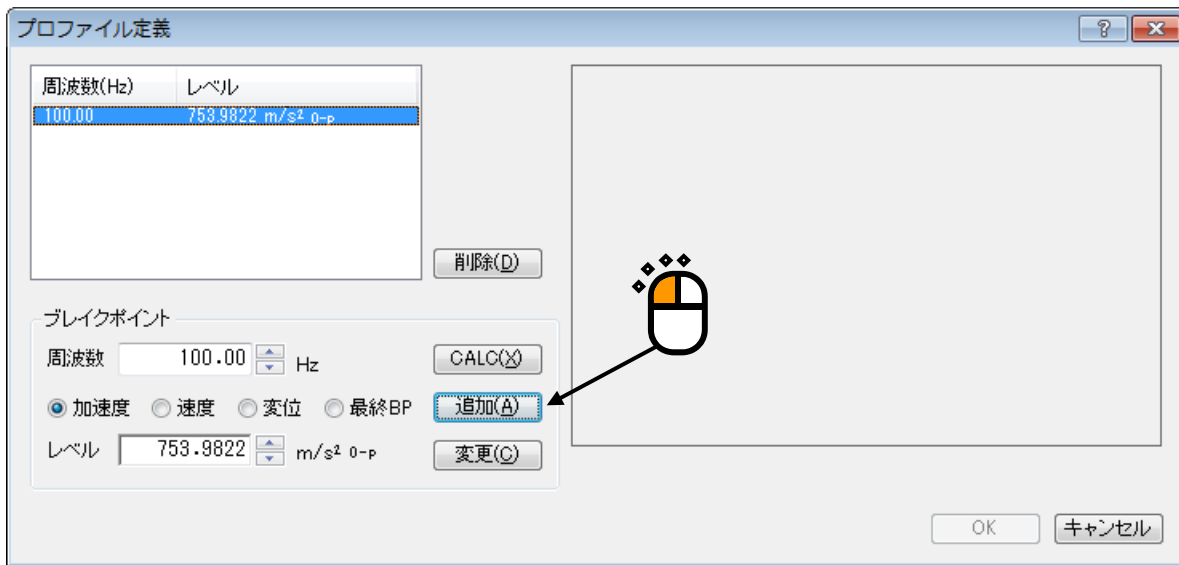 プロファイル定義
周波数(Hz) レベル
100.00 753.9822 m/s² 0-p
削除(D)
ブレイクポイント
周波数 100.00 Hz CALC(X)
加速度 速度 変位 最終BP 追加(A)
レベル 753.9822 m/s² 0-p 変更(C)
OK キャンセル